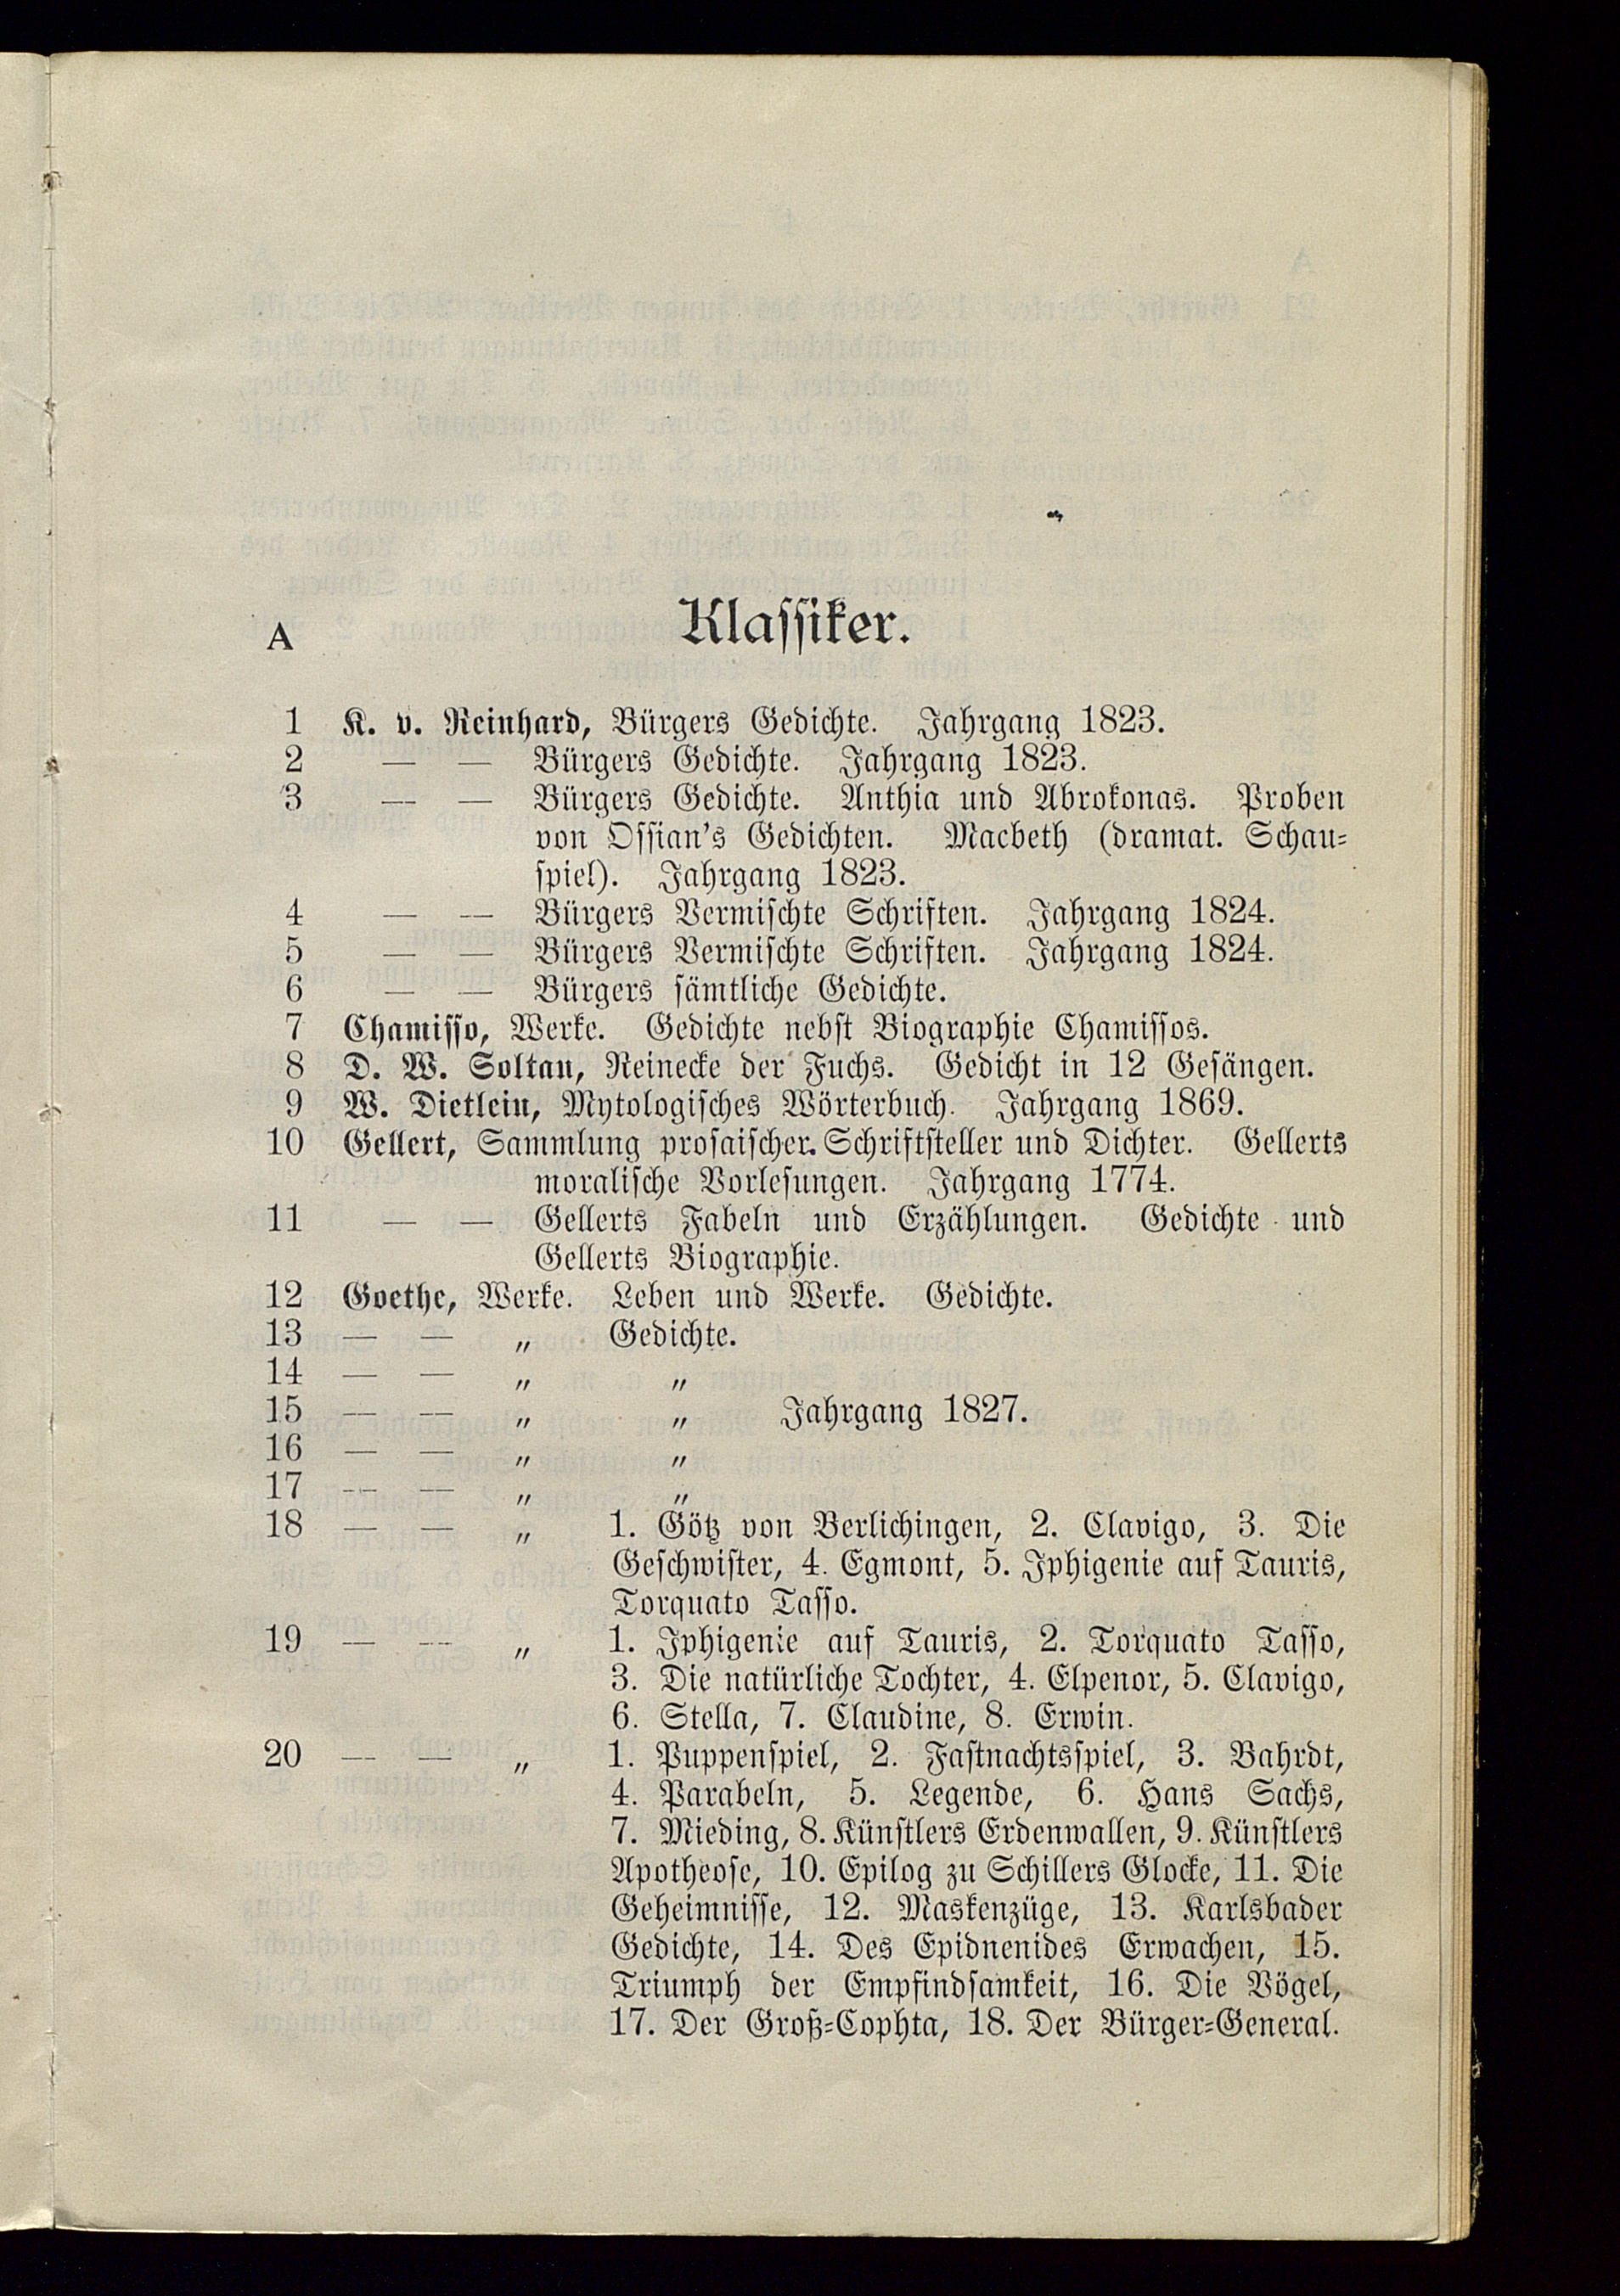 A
Klassiker.
1 K. v. Reinhard, Bürgers Gedichte. Jahrgang 1823.
2 — — Bürgers Gedichte. Jahrgang 1823.
3 — — Bürgers Gedichte. Anthia und Abrokonas. Proben
von Ossian's Gedichten. Macbeth (dramat. Schau-
spiel). Jahrgang 1823.
4 — — Bürgers Vermischte Schriften. Jahrgang 1824.
5 — — Bürgers Vermischte Schriften. Jahrgang 1824.
6 — — Bürgers sämtliche Gedichte.
7 Chamisso, Werke. Gedichte nebst Biographie Chamissos.
8 D. W. Soltau, Reinecke der Fuchs. Gedicht in 12 Gesängen.
9 W. Dietlein, Mytologisches Wörterbuch. Jahrgang 1869.
10 Gellert, Sammlung prosaischer Schriftsteller und Dichter. Gellerts
moralische Vorlesungen. Jahrgang 1774.
11 — — Gellerts Fabeln und Erzählungen. Gedichte und
Gellerts Biographie.
12 Goethe, Werke. Leben und Werke. Gedichte.
13 — — „ Gedichte.
14 — — „ „
15 — — „ „ Jahrgang 1827.
16 — — „ „
17 — — „ „
18 — — „ 1. Götz von Berlichingen, 2. Clavigo, 3. Die
Geschwister, 4. Egmont, 5. Iphigenie auf Tauris,
Torquato Tasso.
19 — — „ 1. Iphigenie auf Tauris, 2. Torquato Tasso,
3. Die natürliche Tochter, 4. Elpenor, 5. Clavigo,
6. Stella, 7. Claudine, 8. Erwin.
20 — — „ 1. Puppenspiel, 2. Fastnachtsspiel, 3. Bahrdt,
4. Parabeln, 5. Legende, 6. Hans Sachs,
7. Mieding, 8. Künstlers Erdenwallen, 9. Künstlers
Apotheose, 10. Epilog zu Schillers Glocke, 11. Die
Geheimnisse, 12. Maskenzüge, 13. Karlsbader
Gedichte, 14. Des Epidnenides Erwachen, 15.
Triumph der Empfindsamkeit, 16. Die Vögel,
17. Der Groß-Cophta, 18. Der Bürger-General.